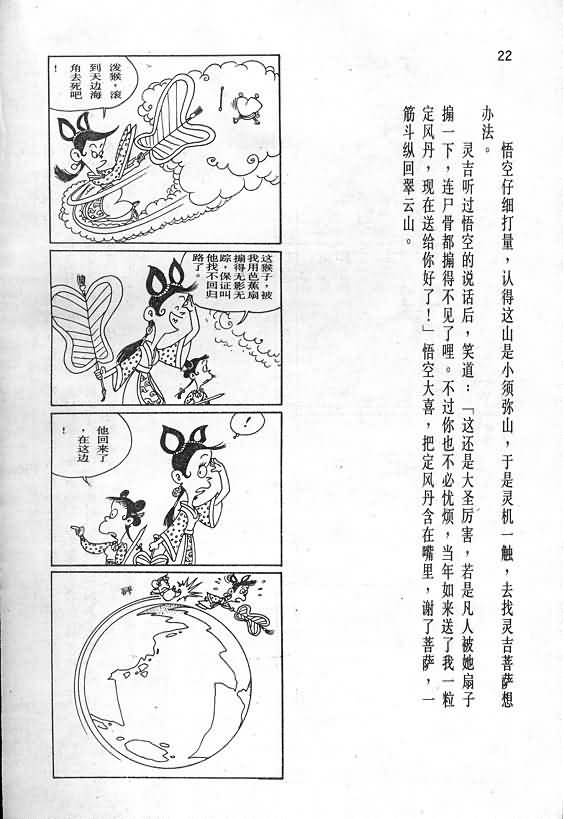 22
悟空仔细打量，认得这山是小须弥山，于是灵机一触，去找灵吉菩萨想
办法。
灵吉听过悟空的说话后，笑道：「这还是大圣厉害，若是凡人被她扇子
搧一下，连尸骨都搧得不见了哩。不过你也不必忧烦，当年如来送了我一粒
定风丹，现在送给你好了！」悟空大喜，把定风丹含在嘴里，谢了菩萨，一
筋斗纵回翠云山。
泼猴，滚
到天边海
角去死吧
！
这猴子，被
我用芭蕉扇
搧得无影无
踪，保证叫
他找不回归
路了。
！
他回来了
，在这边
！
砰